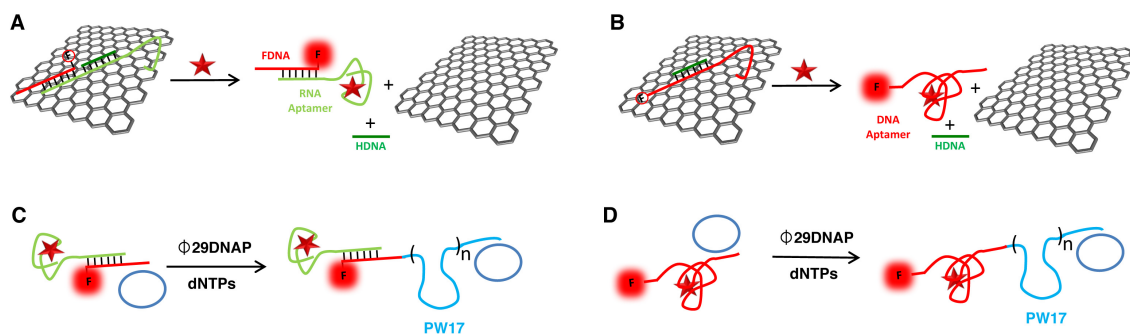 A
F
FDNA
F
RNA
Aptamer
+
+
HDNA
B
F
F
DNA
Aptamer
+
+
HDNA
C
F
Φ29DNAP
dNTPs
F
( )n
PW17
D
F
Φ29DNAP
dNTPs
F
( )n
PW17